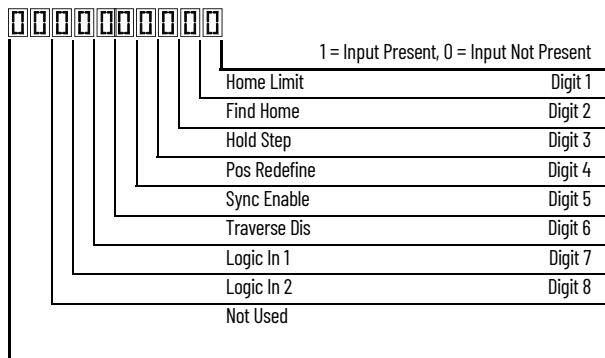 0000000000
1 = Input Present, 0 = Input Not Present
Home Limit Digit 1
Find Home Digit 2
Hold Step Digit 3
Pos Redefine Digit 4
Sync Enable Digit 5
Traverse Dis Digit 6
Logic In 1 Digit 7
Logic In 2 Digit 8
Not Used